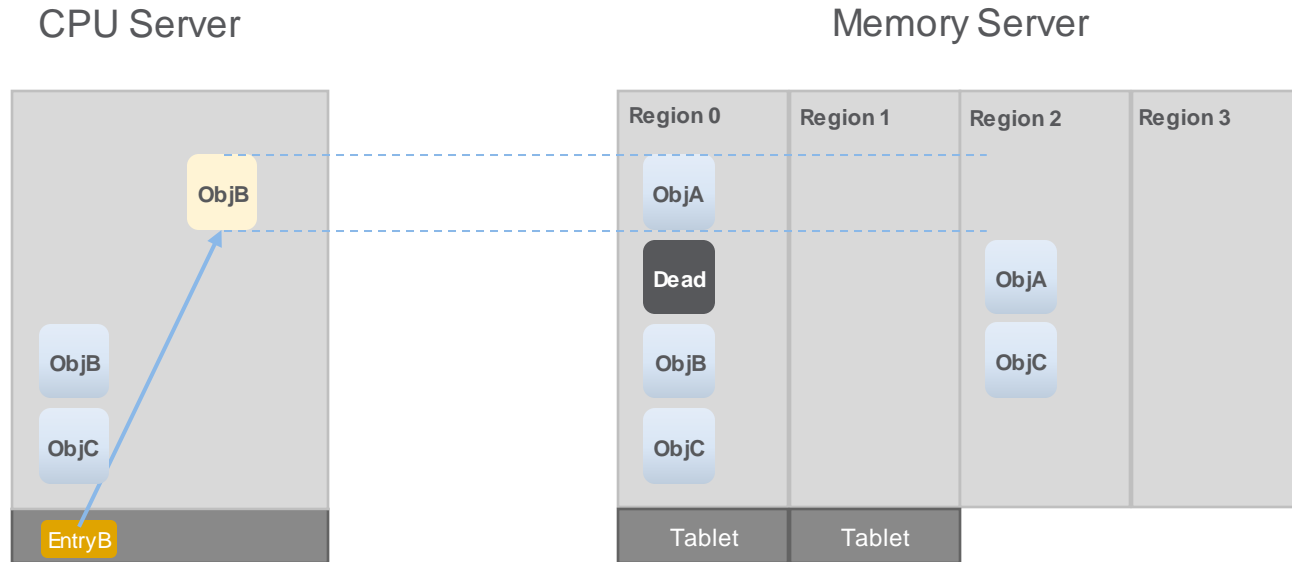 CPU Server
Memory Server
Region 0
Region 1
Region 2
Region 3
ObjB
ObjA
Dead
ObjA
ObjB
ObjB
ObjC
ObjC
ObjC
EntryB
Tablet
Tablet